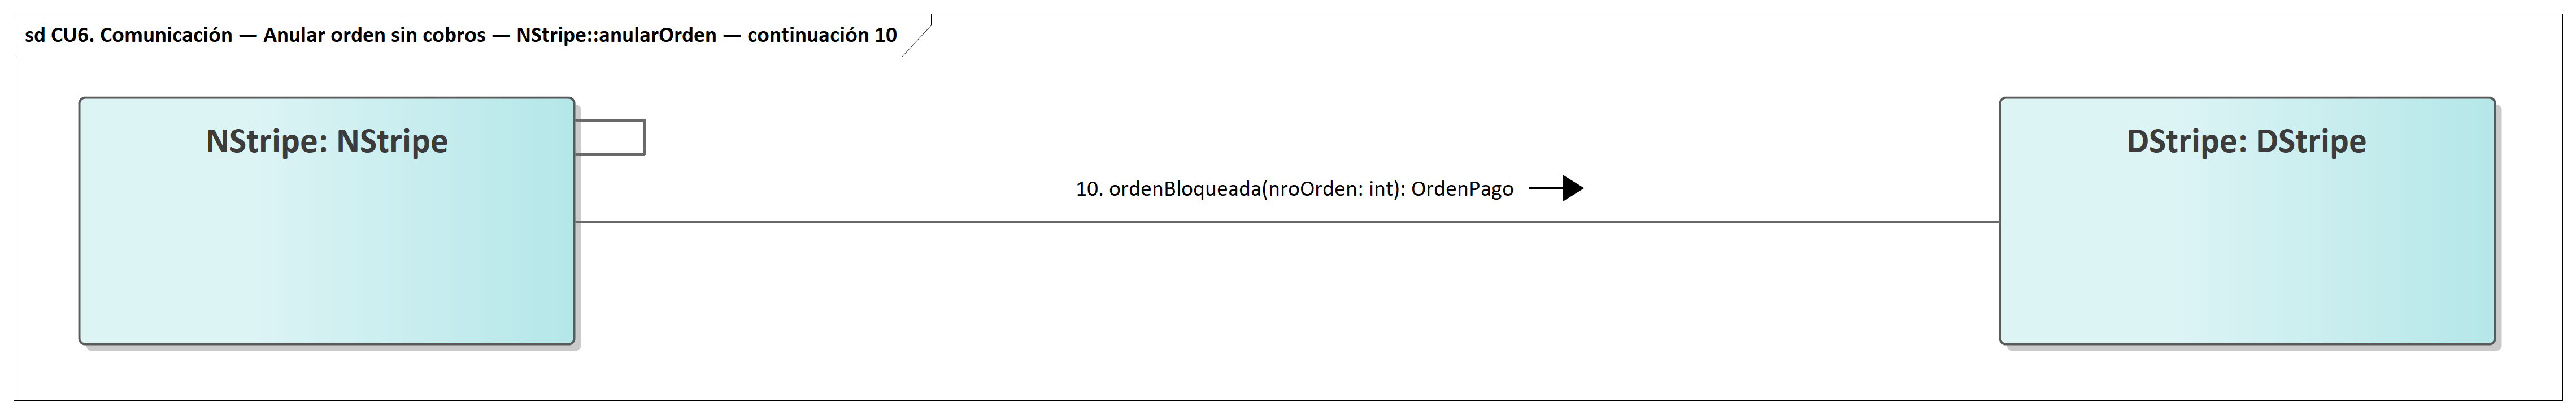 sd CU6. Comunicación — Anular orden sin cobros — NStripe::anularOrden — continuación 10
NStripe: NStripe
DStripe: DStripe
10. ordenBloqueada(nroOrden: int): OrdenPago